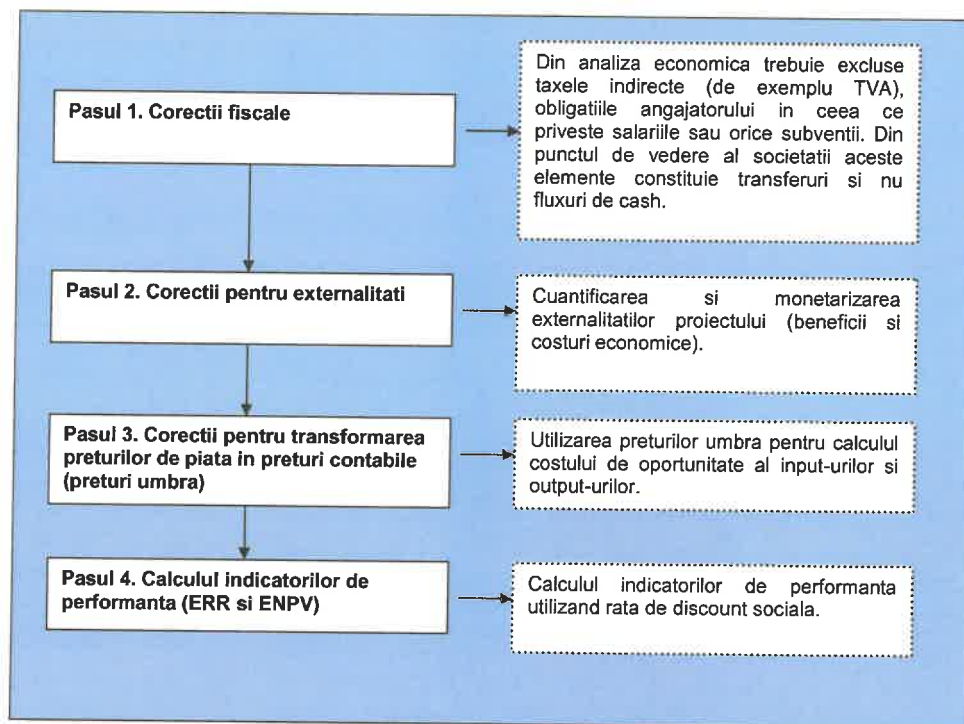 Pasul 1. Corectii fiscale
Din analiza economica trebuie excluse
taxele indirecte (de exemplu TVA),
obligatiile angajatorului in ceea ce
priveste salariile sau orice subventii. Din
punctul de vedere al societatii aceste
elemente constituie transferuri si nu
fluxuri de cash.
Pasul 2. Corectii pentru externalitati
Cuantificarea si monetarizarea
externalitatilor proiectului (beneficii si
costuri economice).
Pasul 3. Corectii pentru transformarea
preturilor de piata in preturi contabile
(preturi umbra)
Utilizarea preturilor umbra pentru calculul
costului de oportunitate al input-urilor si
output-urilor.
Pasul 4. Calculul indicatorilor de
performanta (ERR si ENPV)
Calculul indicatorilor de performanta
utilizand rata de discount sociala.